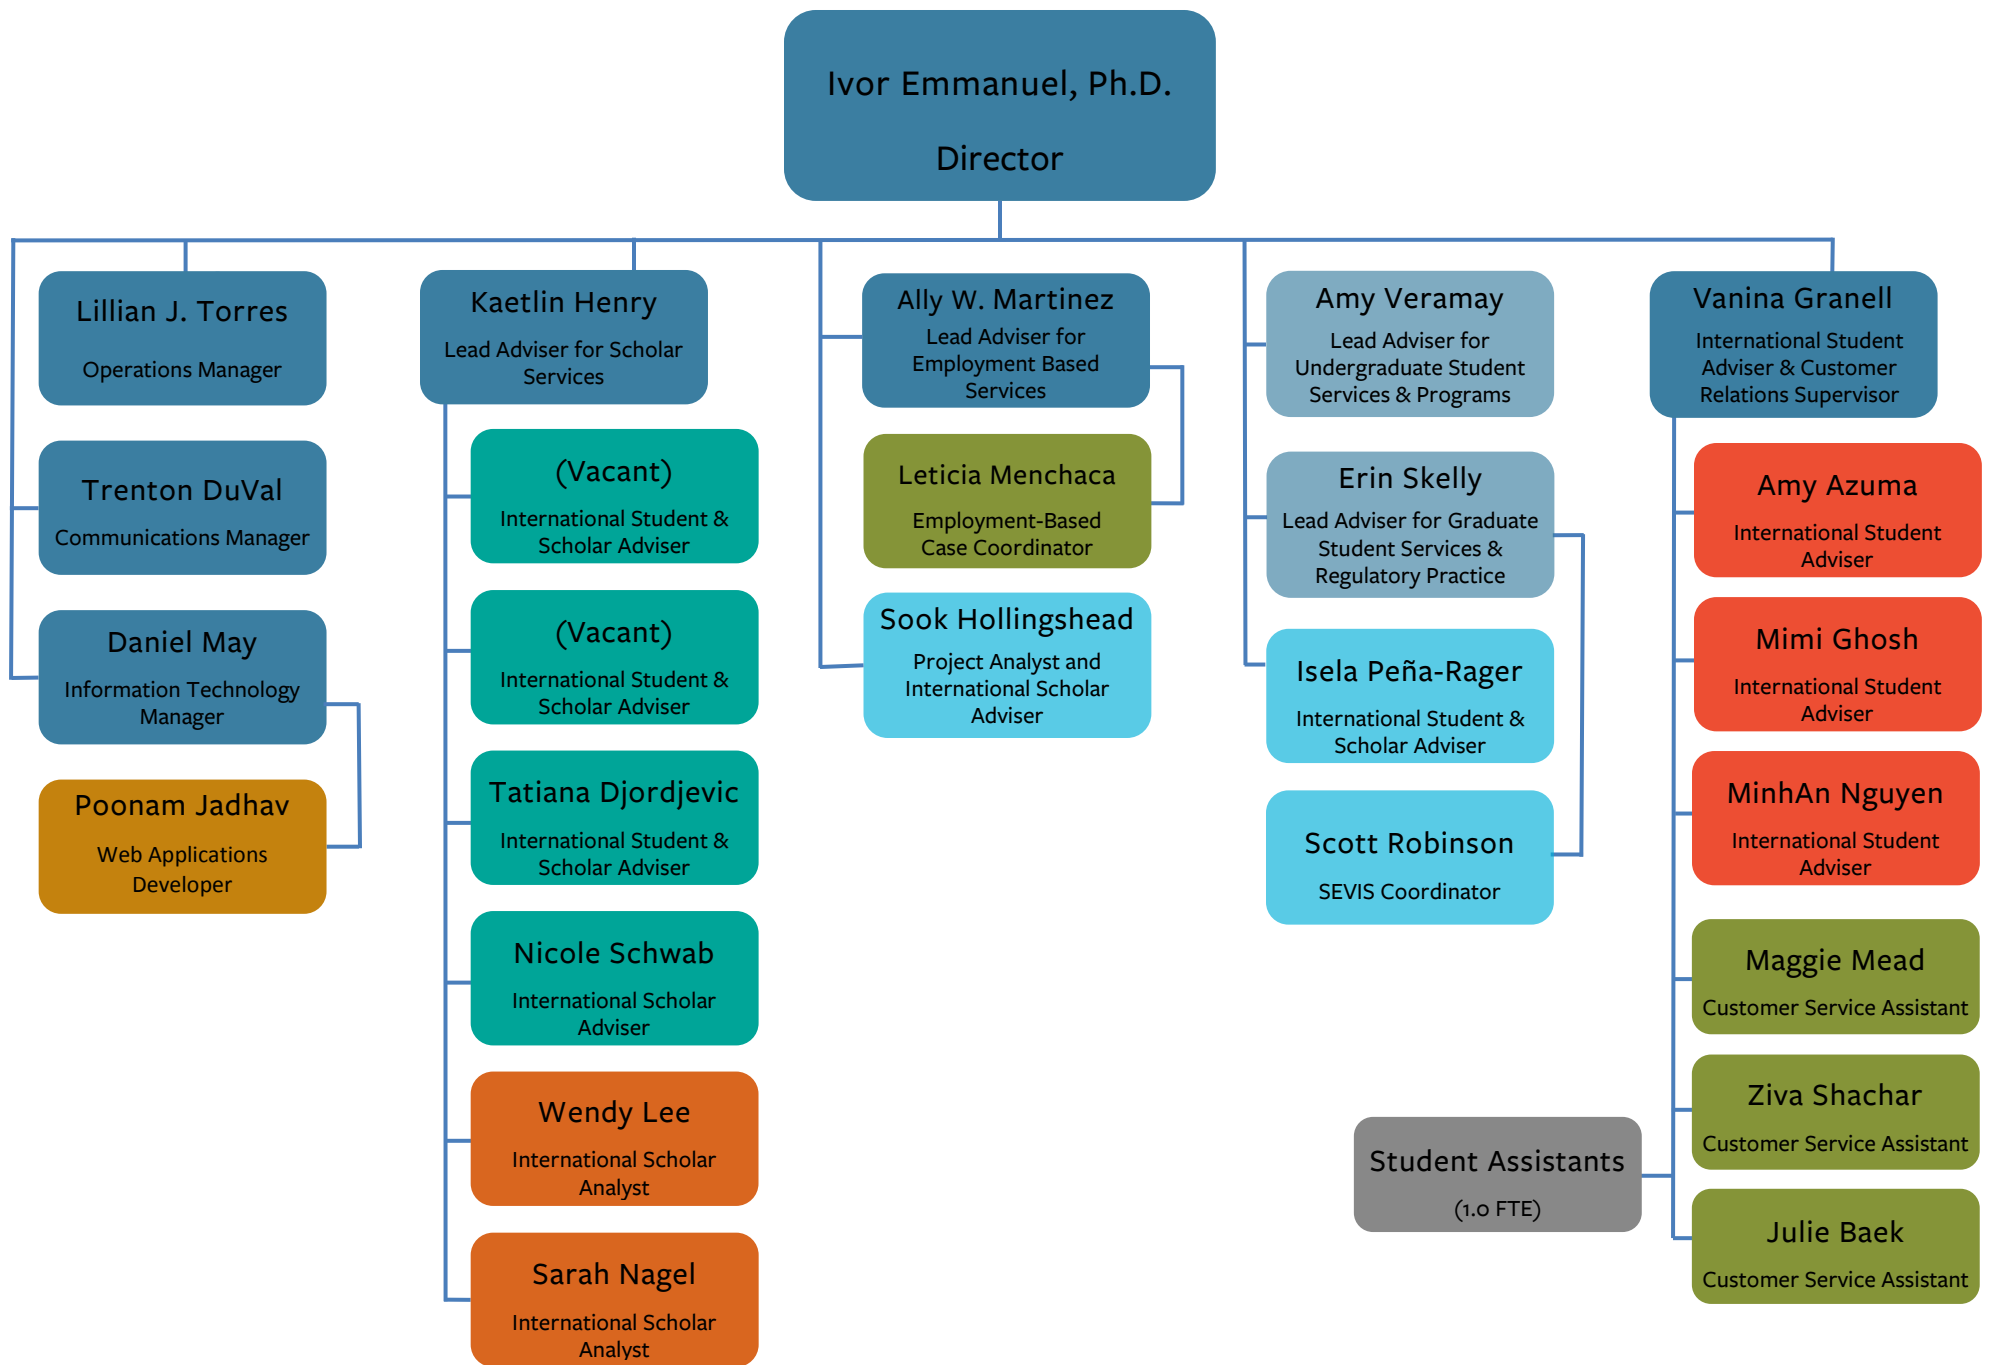 Ivor Emmanuel, Ph.D.
Director
Lillian J. Torres
Operations Manager
Trenton DuVal
Communications Manager
Daniel May
Information Technology
Manager
Poonam Jadhav
Web Applications
Developer
Kaetlin Henry
Lead Adviser for Scholar
Services
(Vacant)
International Student &
Scholar Adviser
(Vacant)
International Student &
Scholar Adviser
Tatiana Djordjevic
International Student &
Scholar Adviser
Nicole Schwab
International Scholar
Adviser
Wendy Lee
International Scholar
Analyst
Sarah Nagel
International Scholar
Analyst
Ally W. Martinez
Lead Adviser for
Employment Based
Services
Leticia Menchaca
Employment-Based
Case Coordinator
Sook Hollingshead
Project Analyst and
International Scholar
Adviser
Amy Veramay
Lead Adviser for
Undergraduate Student
Services & Programs
Erin Skelly
Lead Adviser for Graduate
Student Services &
Regulatory Practice
Isela Peña-Rager
International Student &
Scholar Adviser
Scott Robinson
SEVIS Coordinator
Student Assistants
(1.0 FTE)
Vanina Granell
International Student
Adviser & Customer
Relations Supervisor
Amy Azuma
International Student
Adviser
Mimi Ghosh
International Student
Adviser
MinhAn Nguyen
International Student
Adviser
Maggie Mead
Customer Service Assistant
Ziva Shachar
Customer Service Assistant
Julie Baek
Customer Service Assistant